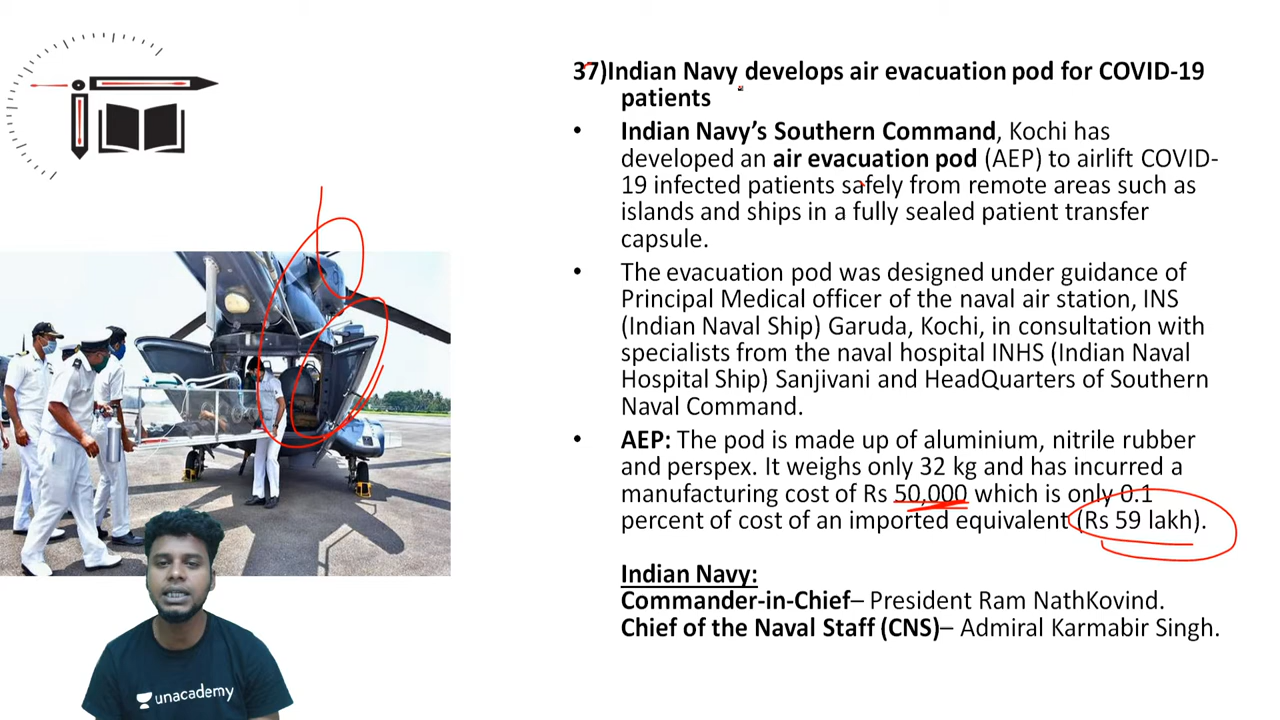 37)Indian Navy develops air evacuation pod for COVID-19
patients
• Indian Navy’s Southern Command, Kochi has
developed an air evacuation pod (AEP) to airlift COVID-
19 infected patients safely from remote areas such as
islands and ships in a fully sealed patient transfer
capsule.
• The evacuation pod was designed under guidance of
Principal Medical officer of the naval air station, INS
(Indian Naval Ship) Garuda, Kochi, in consultation with
specialists from the naval hospital INHS (Indian Naval
Hospital Ship) Sanjivani and HeadQuarters of Southern
Naval Command.
• AEP: The pod is made up of aluminium, nitrile rubber
and perspex. It weighs only 32 kg and has incurred a
manufacturing cost of Rs 50,000 which is only 0.1
percent of cost of an imported equivalent (Rs 59 lakh).
Indian Navy:
Commander-in-Chief– President Ram NathKovind.
Chief of the Naval Staff (CNS)– Admiral Karmabir Singh.
unacademy